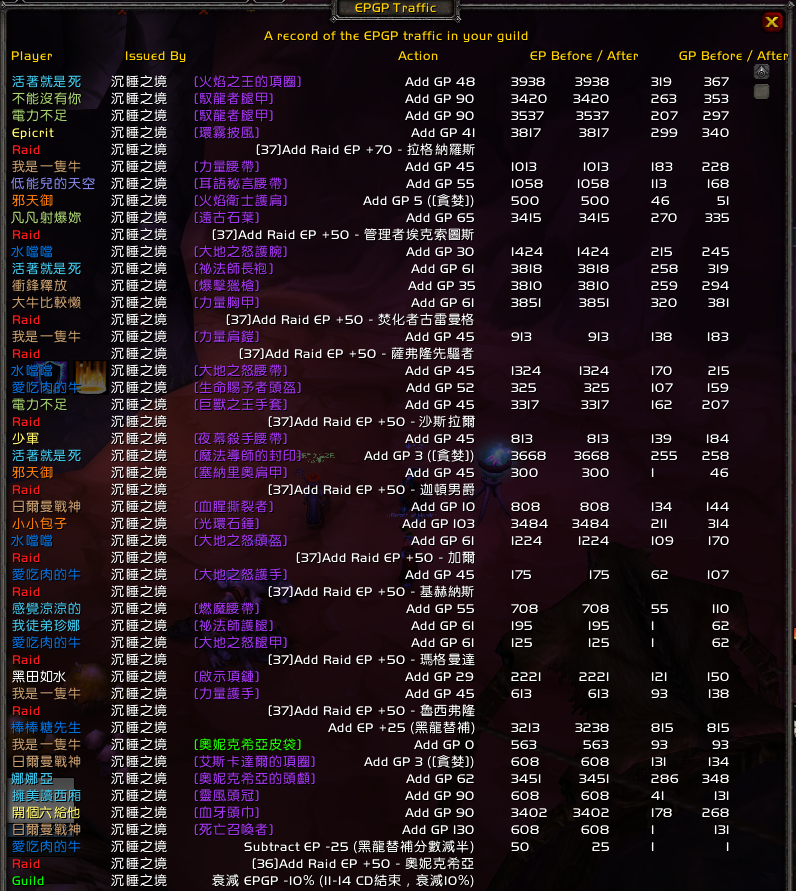 EPGP Traffic
A record of the EPGP traffic in your guild
Player Issued By Action EP Before / After GP Before / After
活著就是死 沉睡之境 [火焰之王的項圈] Add GP 48 3938 3938 319 367
不能沒有你 沉睡之境 [馭龍者腿甲] Add GP 90 3420 3420 263 353
電力不足 沉睡之境 [馭龍者腿甲] Add GP 90 3537 3537 207 297
Epicrit 沉睡之境 [環霧披風] Add GP 41 3817 3817 299 340
Raid 沉睡之境 [37]Add Raid EP +70 - 拉格納羅斯
我是一隻牛 沉睡之境 [力量腰帶] Add GP 45 1013 1013 183 228
低能兒的天空 沉睡之境 [耳語秘言腰帶] Add GP 55 1058 1058 113 168
邪天御 沉睡之境 [火焰衛士護肩] Add GP 5 ([貪婪]) 500 500 46 51
凡凡射爆妳 沉睡之境 [遠古石葉] Add GP 65 3415 3415 270 335
Raid 沉睡之境 [37]Add Raid EP +50 - 管理者埃克索圖斯
水噹噹 沉睡之境 [大地之怒護腕] Add GP 30 1424 1424 215 245
活著就是死 沉睡之境 [祕法師長袍] Add GP 61 3818 3818 258 319
衝鋒釋放 沉睡之境 [爆擊獵槍] Add GP 35 3810 3810 259 294
大牛比較懶 沉睡之境 [力量胸甲] Add GP 61 3851 3851 320 381
Raid 沉睡之境 [37]Add Raid EP +50 - 焚化者古雷曼格
我是一隻牛 沉睡之境 [力量肩鎧] Add GP 45 913 913 138 183
Raid 沉睡之境 [37]Add Raid EP +50 - 薩弗隆先驅者
水噹噹 沉睡之境 [大地之怒腰帶] Add GP 45 1324 1324 170 215
愛吃肉的牛 沉睡之境 [生命賜予者頭盔] Add GP 52 325 325 107 159
電力不足 沉睡之境 [巨獸之王手套] Add GP 45 3317 3317 162 207
Raid 沉睡之境 [37]Add Raid EP +50 - 沙斯拉爾
少軍 沉睡之境 [夜幕殺手腰帶] Add GP 45 813 813 139 184
活著就是死 沉睡之境 [魔法導師的封印] Add GP 3 ([貪婪]) 3668 3668 255 258
邪天御 沉睡之境 [塞納里奧肩甲] Add GP 45 300 300 1 46
Raid 沉睡之境 [37]Add Raid EP +50 - 迦頓男爵
日爾曼戰神 沉睡之境 [血腥撕裂者] Add GP 10 808 808 134 144
小小包子 沉睡之境 [光環石錘] Add GP 103 3484 3484 211 314
水噹噹 沉睡之境 [大地之怒頭盔] Add GP 61 1224 1224 109 170
Raid 沉睡之境 [37]Add Raid EP +50 - 加爾
愛吃肉的牛 沉睡之境 [大地之怒護手] Add GP 45 175 175 62 107
Raid 沉睡之境 [37]Add Raid EP +50 - 基赫納斯
感覺涼涼的 沉睡之境 [燃魔腰帶] Add GP 55 708 708 55 110
我徒弟珍娜 沉睡之境 [祕法師護腿] Add GP 61 195 195 1 62
愛吃肉的牛 沉睡之境 [大地之怒腿甲] Add GP 61 125 125 1 62
Raid 沉睡之境 [37]Add Raid EP +50 - 瑪格曼達
黑田如水 沉睡之境 [啟示頂鍊] Add GP 29 2221 2221 121 150
我是一隻牛 沉睡之境 [力量護手] Add GP 45 613 613 93 138
Raid 沉睡之境 [37]Add Raid EP +50 - 魯西弗隆
棒棒糖先生 沉睡之境 Add EP +25 (黑龍替補) 3213 3238 815 815
我是一隻牛 沉睡之境 [奧妮克希亞皮袋] Add GP 0 563 563 93 93
日爾曼戰神 沉睡之境 [艾斯卡達爾的項圈] Add GP 3 ([貪婪]) 608 608 131 134
娜娜亞 沉睡之境 [奧妮克希亞的頭顱] Add GP 62 3451 3451 286 348
擁美讀西廂 沉睡之境 [靈風頭冠] Add GP 90 608 608 41 131
開個六給他 沉睡之境 [血牙頭巾] Add GP 90 3402 3402 178 268
日爾曼戰神 沉睡之境 [死亡召喚者] Add GP 130 608 608 1 131
愛吃肉的牛 沉睡之境 Subtract EP -25 (黑龍替補分數減半) 50 25 1 1
Raid 沉睡之境 [36]Add Raid EP +50 - 奧妮克希亞
Guild 沉睡之境 衰減 EPGP -10% (11-14 CD結束，衰減10%)